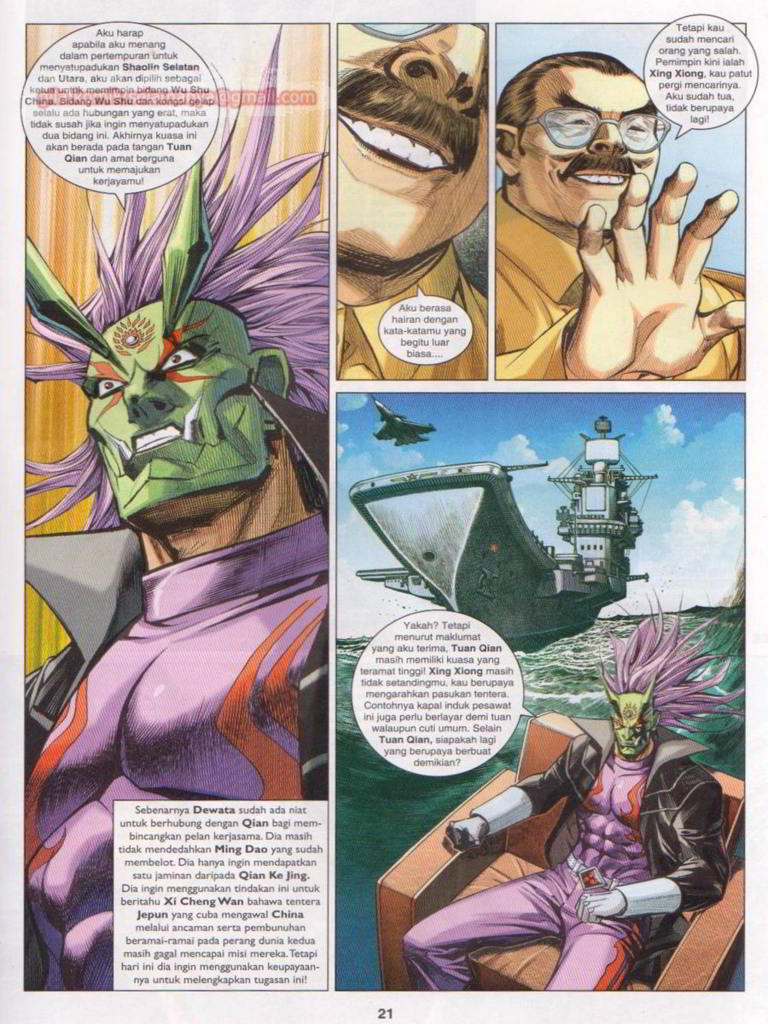 Aku harap
apabila aku menang
dalam pertempuran untuk
menyatupadukan Shaolin Selatan
dan Utara, aku akan dipilih sebagai
ketua untuk memimpin bidang Wu Shu
China. Bidang Wu Shu dan kongsi gelap
selalu ada hubungan yang erat, maka
tidak susah jika ingin menyatupadukan
dua bidang ini. Akhirnya kuasa ini
akan berada pada tangan Tuan
Qian dan amat berguna
untuk memajukan
kerjayamu!
@gmail.com
Aku berasa
hairan dengan
kata-katamu yang
begitu luar
biasa....
Tetapi kau
sudah mencari
orang yang salah.
Pemimpin kini ialah
Xing Xiong, kau patut
pergi mencarinya.
Aku sudah tua,
tidak berupaya
lagi!
Yakah? Tetapi
menurut maklumat
yang aku terima, Tuan Qian
masih memiliki kuasa yang
teramat tinggi! Xing Xiong masih
tidak setandingmu, kau berupaya
mengarahkan pasukan tentera.
Contohnya kapal induk pesawat
ini juga perlu berlayar demi tuan
walaupun cuti umum. Selain
Tuan Qian, siapakah lagi
yang berupaya berbuat
demikian?
Sebenarnya Dewata sudah ada niat
untuk berhubung dengan Qian bagi mem-
bincangkan pelan kerjasama. Dia masih
tidak mendedahkan Ming Dao yang sudah
membelot. Dia hanya ingin mendapatkan
satu jaminan daripada Qian Ke Jing.
Dia ingin menggunakan tindakan ini untuk
beritahu Xi Cheng Wan bahawa tentera
Jepun yang cuba mengawal China
melalui ancaman serta pembunuhan
beramai-ramai pada perang dunia kedua
masih gagal mencapai misi mereka. Tetapi
hari ini dia ingin menggunakan keupayaan-
nya untuk melengkapkan tugasan ini!
21